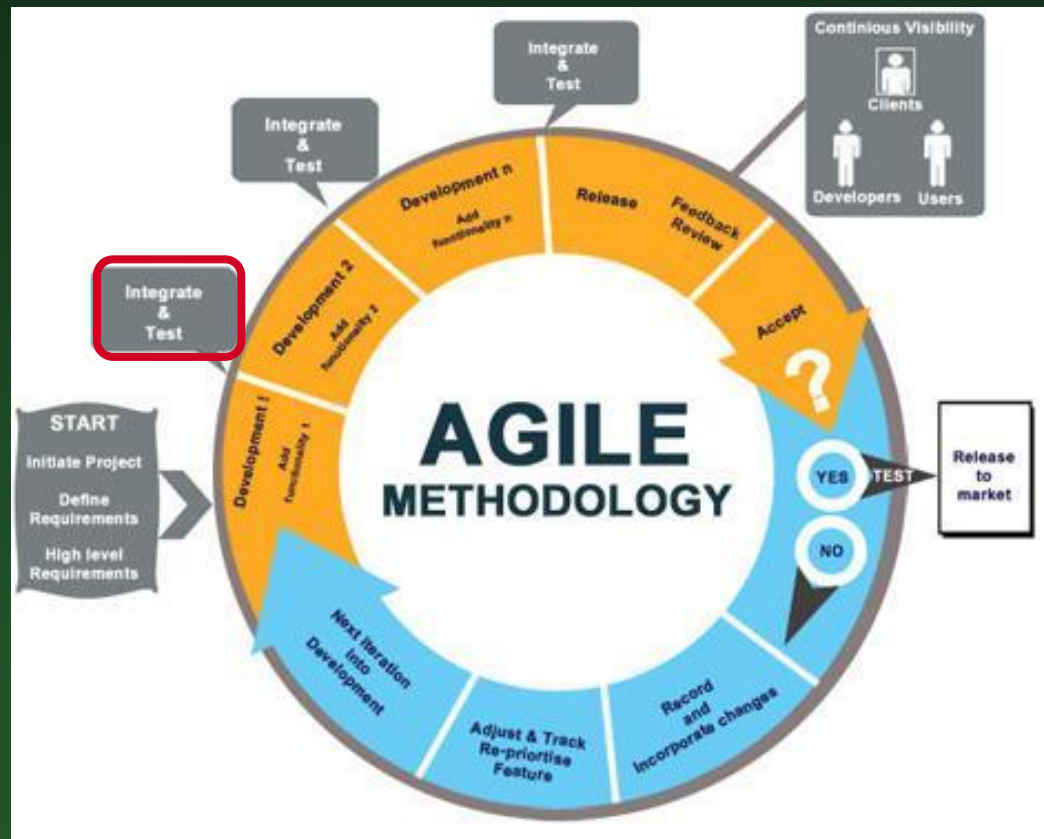 Integrate
&
Test
Continious Visibility
Clients
Developers
Users
Integrate
&
Test
Integrate
&
Test
START
Initiate Project
Define
Requirements
High level
Requirements
Development 1
Add
functionality 1
Development 2
Add
functionality 2
Development n
Add
functionality n
Release
Feedback
Review
Accept
?
YES
TEST
NO
Release
to
market
Record
and
Incorporate changes
Adjust & Track
Re-priortise
Feature
Next iteration
into
Development
AGILE
METHODOLOGY